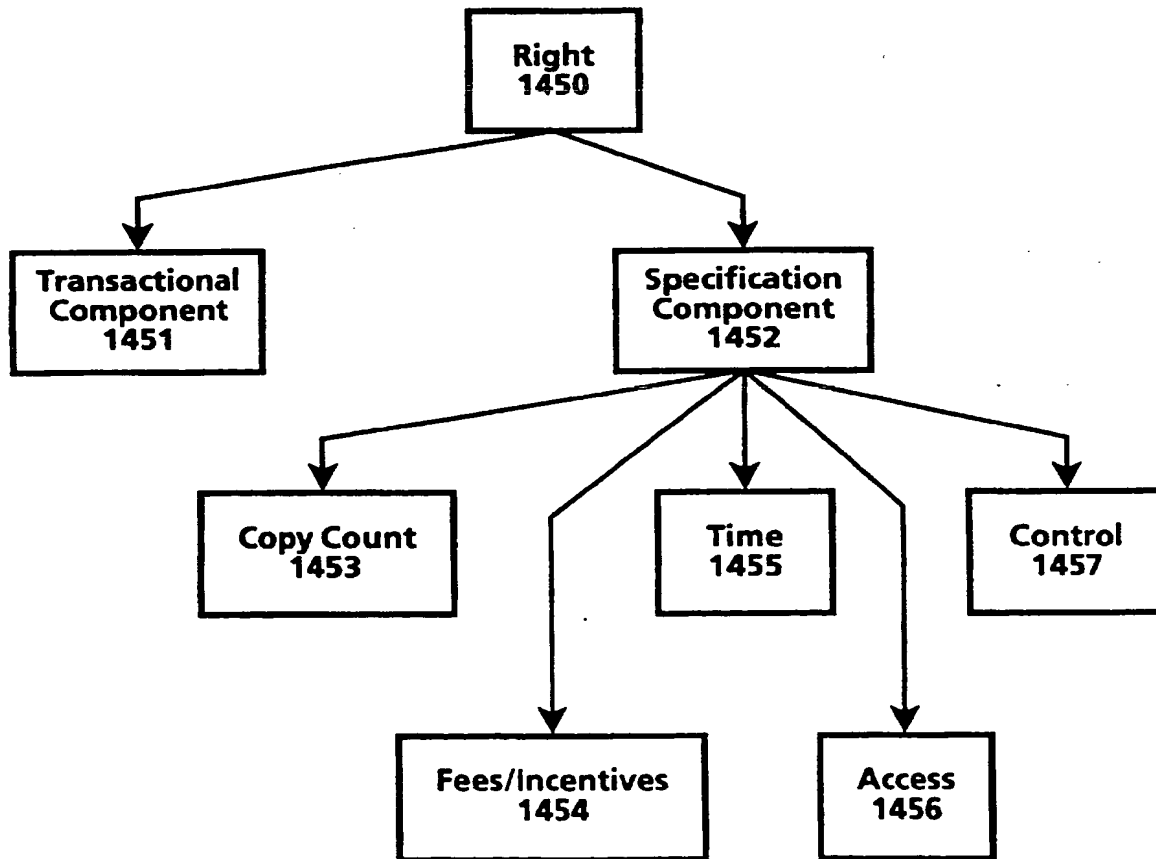 Right
1450
Transactional
Component
1451
Specification
Component
1452
Copy Count
1453
Time
1455
Control
1457
Fees/Incentives
1454
Access
1456